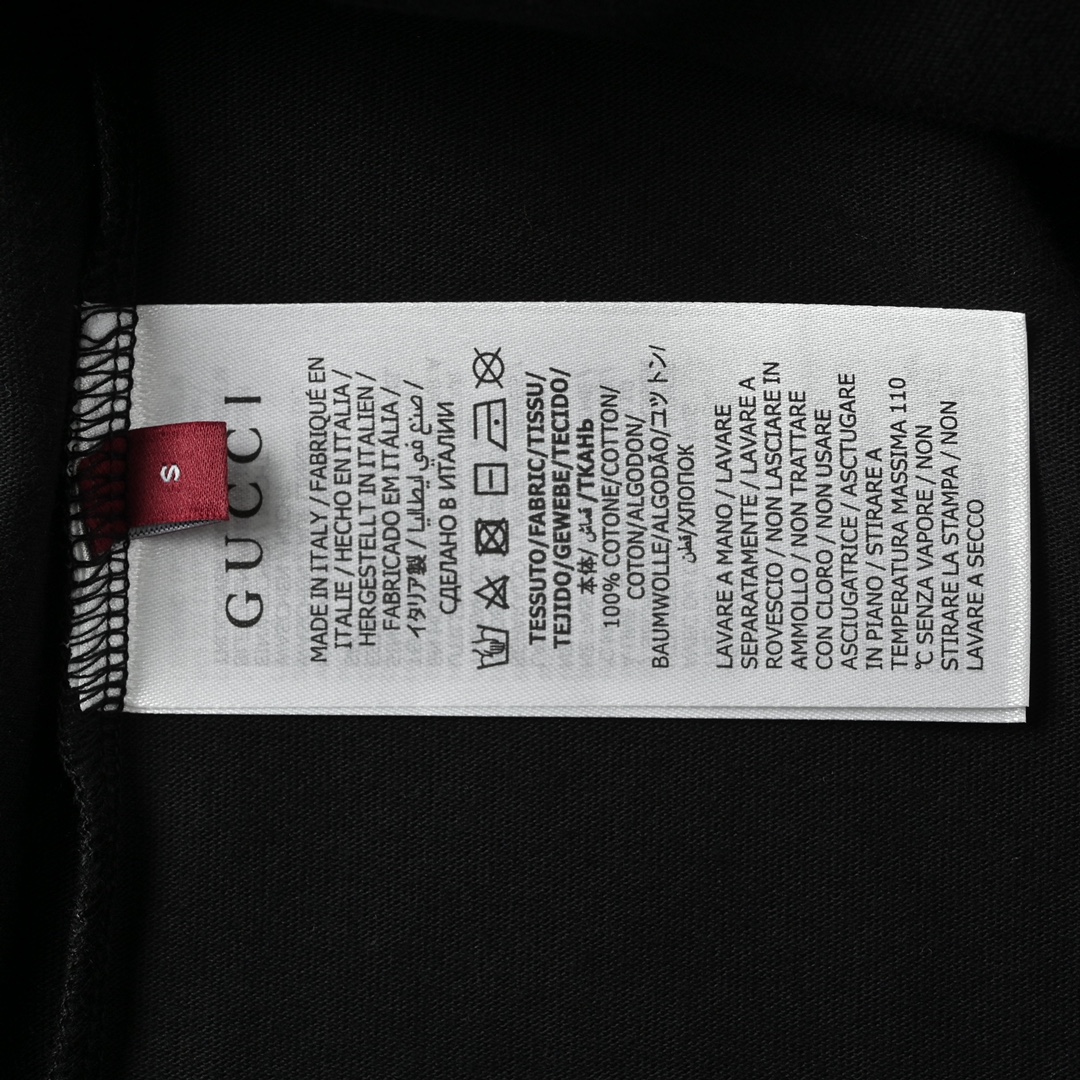 S
GUCCI
MADE IN ITALY / FABRIQUÉ EN
ITALIE / HECHO EN ITALIA /
HERGESTELLT IN ITALIEN /
FABRICADO EM ITÁLIA /
イタリア製 / صنع في ايطاليا /
СДЕЛАНО В ИТАЛИИ
TESSUTO/FABRIC/TISSU/
TEJIDO/GEWEBE/TECIDO/
本体/ قماش /ТКАНЬ
100% COTONE/COTTON/
COTON/ALGODON/
BAUMWOLLE/ALGODÃO/コットン/
قطن/ХЛОПОК
LAVARE A MANO / LAVARE
SEPARATAMENTE / LAVARE A
ROVESCIO / NON LASCIARE IN
AMMOLLO / NON TRATTARE
CON CLORO / NON USARE
ASCIUGATRICE / ASCTUGARE
IN PIANO / STIRARE A
TEMPERATURA MASSIMA 110
℃ SENZA VAPORE / NON
STIRARE LA STAMPA / NON
LAVARE A SECCO